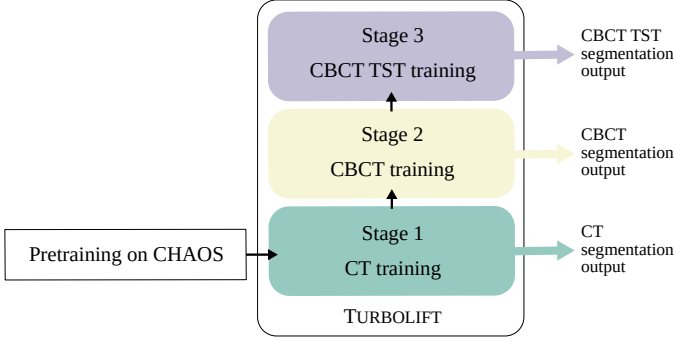 Stage 3
CBCT TST training
CBCT TST
segmentation
output
Stage 2
CBCT training
CBCT
segmentation
output
Pretraining on CHAOS
Stage 1
CT training
CT
segmentation
output
TURBOLIFT